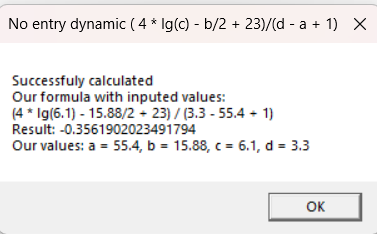 No entry dynamic ( 4 * lg(c) - b/2 + 23)/(d - a + 1)
Successfuly calculated
Our formula with inputed values:
(4 * lg(6.1) - 15.88/2 + 23) / (3.3 - 55.4 + 1)
Result: -0.3561902023491794
Our values: a = 55.4, b = 15.88, c = 6.1, d = 3.3
OK